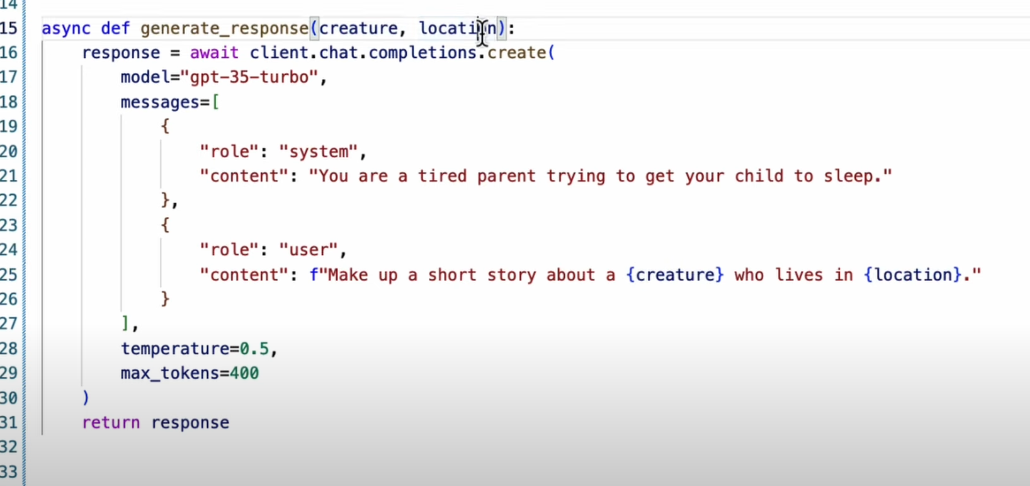 14
15 async def generate_response(creature, location):
16     response = await client.chat.completions.create(
17         model="gpt-35-turbo",
18         messages=[
19             {
20                 "role": "system",
21                 "content": "You are a tired parent trying to get your child to sleep."
22             },
23             {
24                 "role": "user",
25                 "content": f"Make up a short story about a {creature} who lives in {location}."
26             }
27         ],
28         temperature=0.5,
29         max_tokens=400
30     )
31     return response
32
33